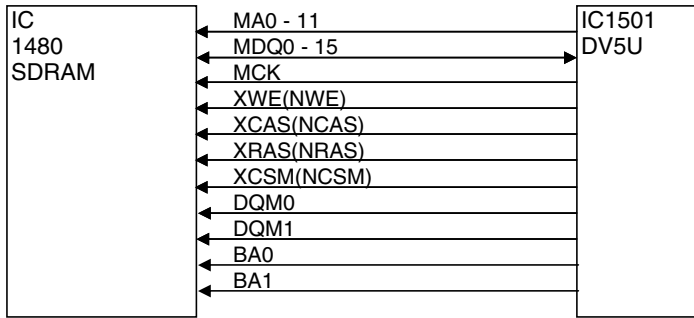 IC
1480
SDRAM
MA0 - 11
MDQ0 - 15
MCK
XWE(NWE)
XCAS(NCAS)
XRAS(NRAS)
XCSM(NCSM)
DQM0
DQM1
BA0
BA1
IC1501
DV5U